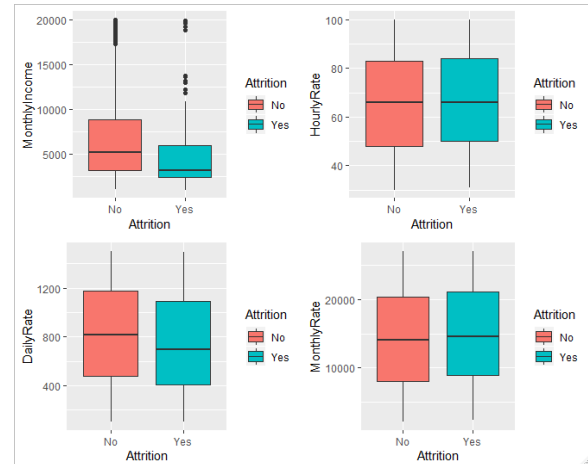 20000
15000
10000
5000
MonthlyIncome
No
Yes
Attrition
Attrition
No
Yes
100
80
60
40
HourlyRate
No
Yes
Attrition
Attrition
No
Yes
1200
800
400
DailyRate
No
Yes
Attrition
Attrition
No
Yes
20000
10000
MonthlyRate
No
Yes
Attrition
Attrition
No
Yes